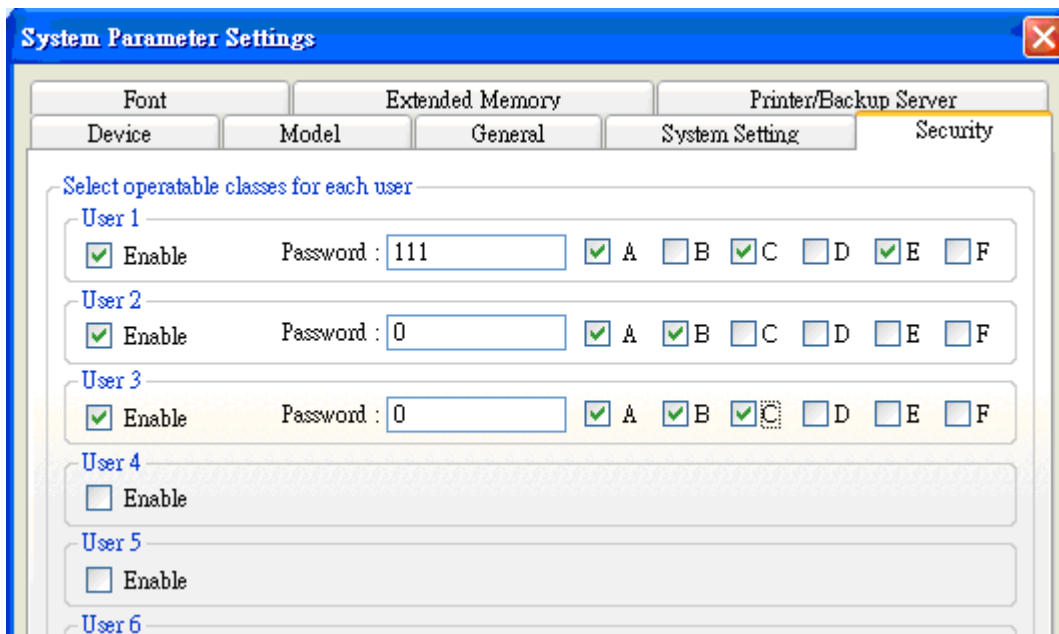 System Parameter Settings
Font Extended Memory Printer/Backup Server
Device Model General System Setting Security
Select operatable classes for each user
User 1
Enable Password : 111 A B C D E F
User 2
Enable Password : 0 A B C D E F
User 3
Enable Password : 0 A B C D E F
User 4
Enable
User 5
Enable
User 6